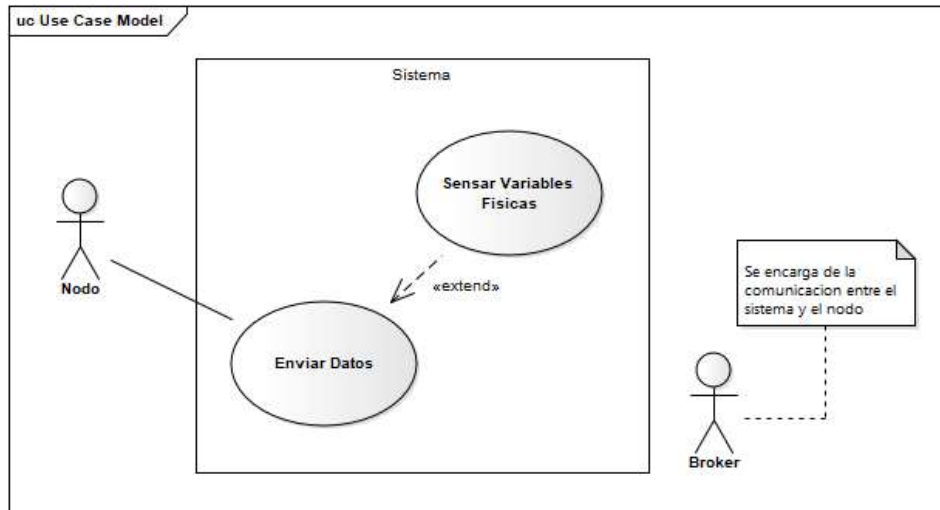 uc Use Case Model
Sistema
Sensar Variables
Fisicas
Nodo
«extend»
Enviar Datos
Se encarga de la
comunicacion entre el
sistema y el nodo
Broker